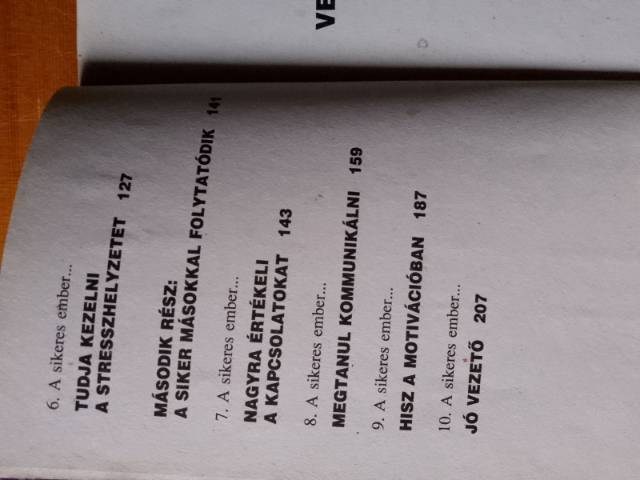 6. A sikeres ember...
TUDJA KEZELNI
A STRESSZHELYZETET 127
MÁSODIK RÉSZ:
A SIKER MÁSOKKAL FOLYTATÓDIK 141
7. A sikeres ember...
NAGYRA ÉRTÉKELI
A KAPCSOLATOKAT 143
8. A sikeres ember...
MEGTANUL KOMMUNIKÁLNI 159
9. A sikeres ember...
HISZ A MOTIVÁCIÓBAN 187
10. A sikeres ember...
JÓ VEZETŐ 207
VE